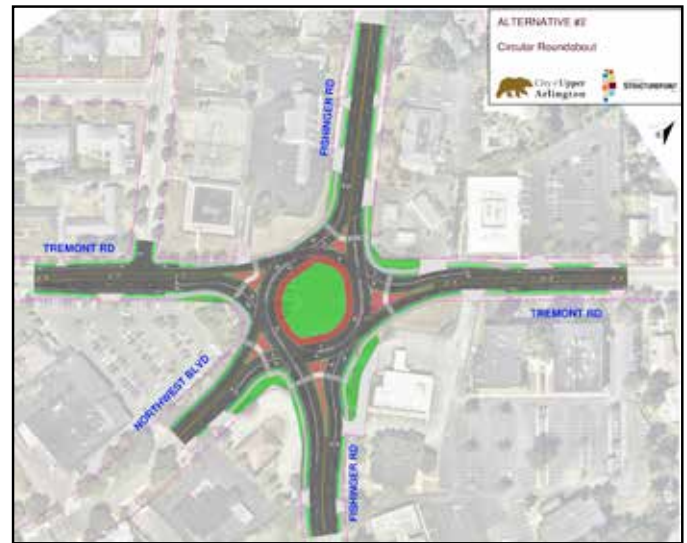 ALTERNATIVE #2
Circular Roundabout
City of Upper
Arlington
STRUCTUREPOINT
FISHINGER RD
TREMONT RD
TREMONT RD
NORTHWEST BLVD
FISHINGER RD